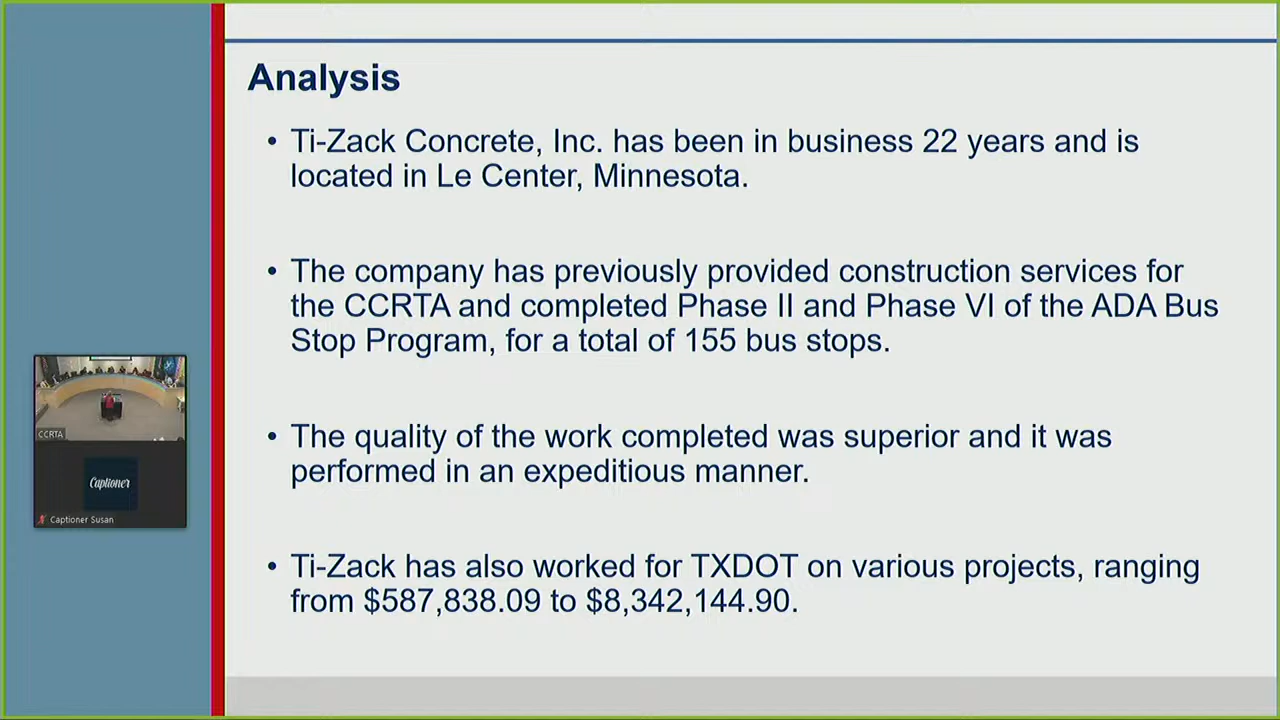 Analysis
• Ti-Zack Concrete, Inc. has been in business 22 years and is
located in Le Center, Minnesota.
• The company has previously provided construction services for
the CCRTA and completed Phase II and Phase VI of the ADA Bus
Stop Program, for a total of 155 bus stops.
• The quality of the work completed was superior and it was
performed in an expeditious manner.
• Ti-Zack has also worked for TXDOT on various projects, ranging
from $587,838.09 to $8,342,144.90.
CCRTA
Captioner
Captioner Susan